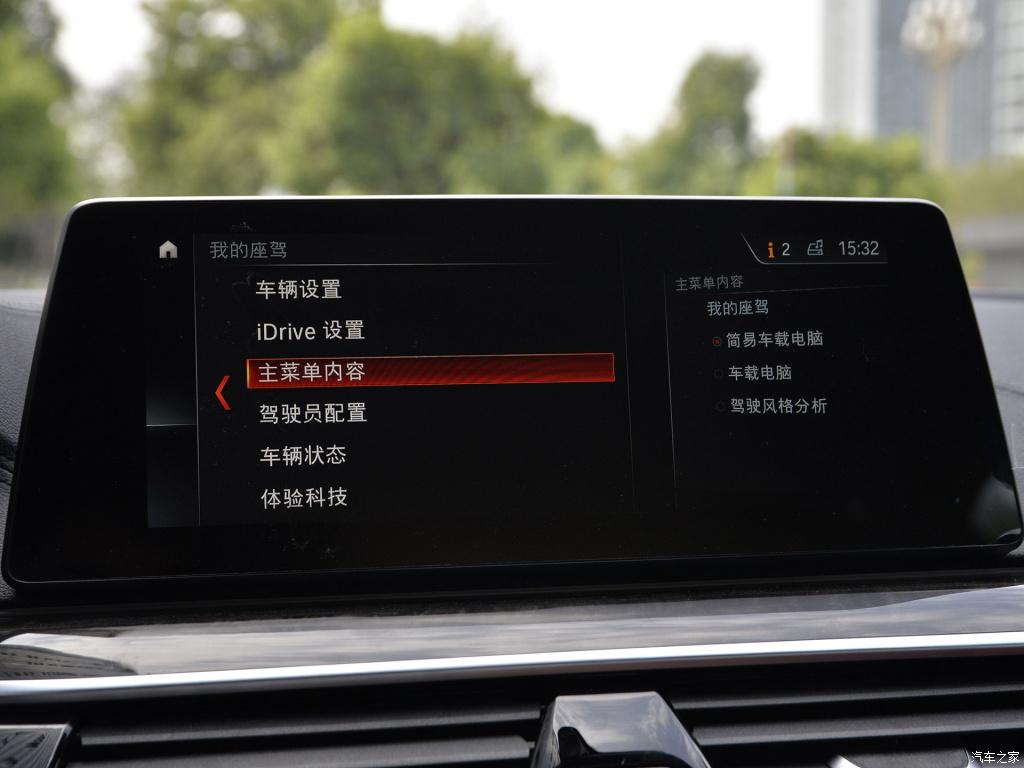 我的座驾
车辆设置
iDrive 设置
主菜单内容
驾驶员配置
车辆状态
体验科技
2 15:32
主菜单内容
我的座驾
简易车载电脑
车载电脑
驾驶风格分析
汽车之家